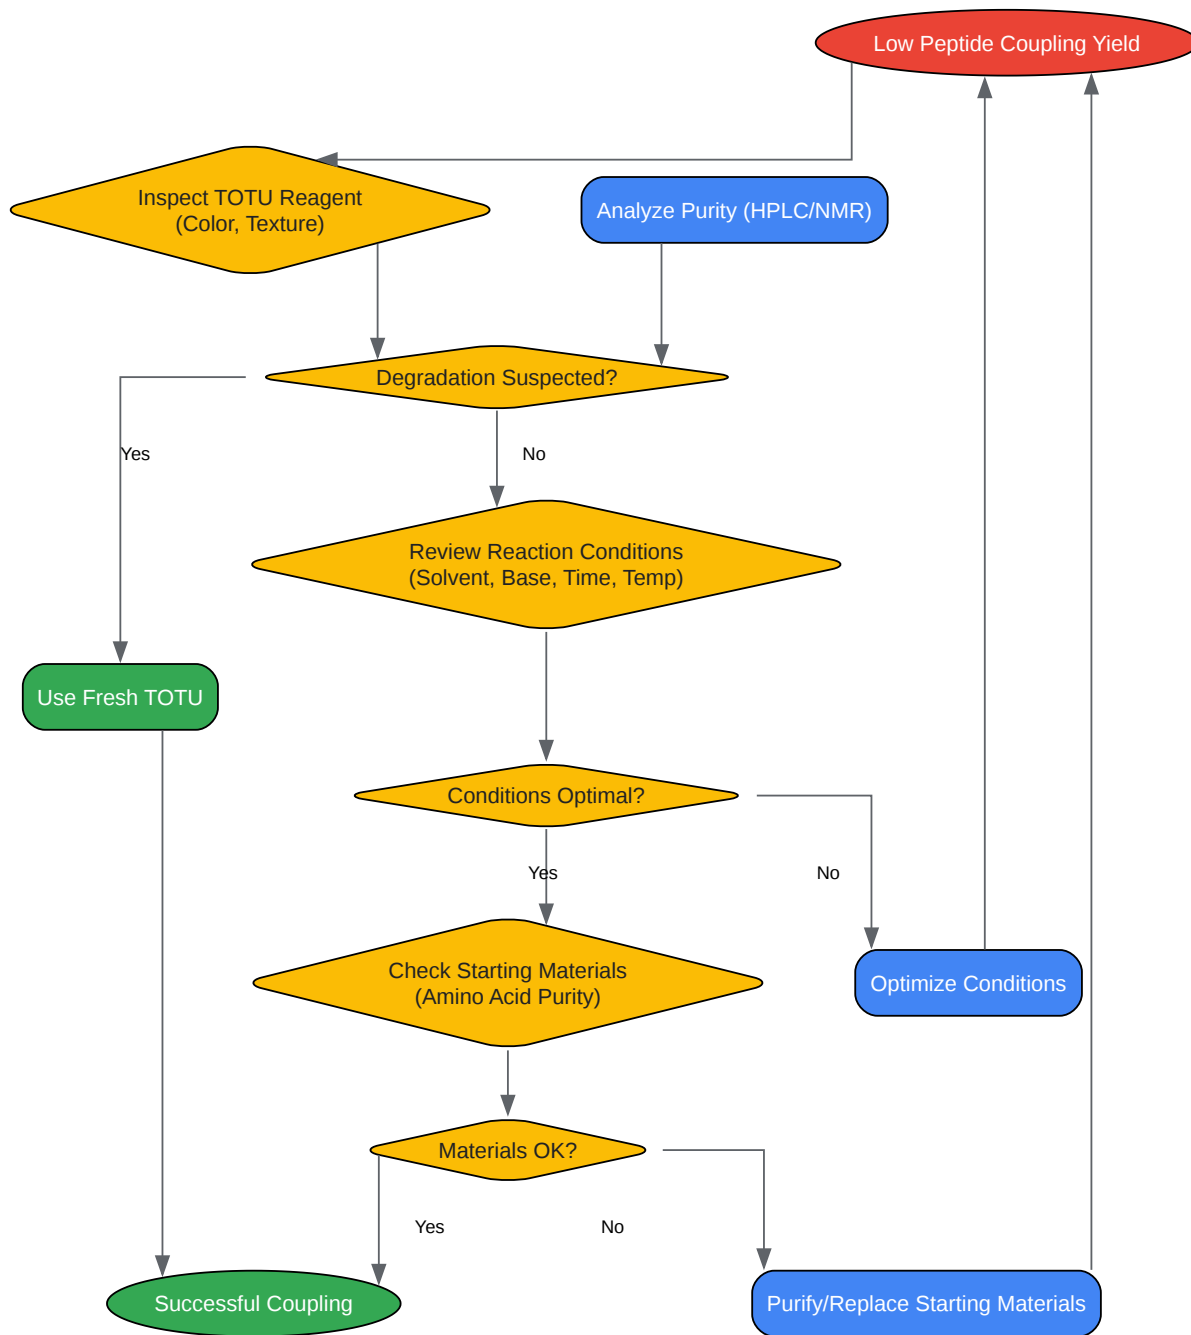 Low Peptide Coupling Yield
Inspect TOTU Reagent
(Color, Texture)
Analyze Purity (HPLC/NMR)
Degradation Suspected?
Yes
No
Review Reaction Conditions
(Solvent, Base, Time, Temp)
Use Fresh TOTU
Conditions Optimal?
Yes
No
Check Starting Materials
(Amino Acid Purity)
Optimize Conditions
Materials OK?
Yes
No
Successful Coupling
Purify/Replace Starting Materials